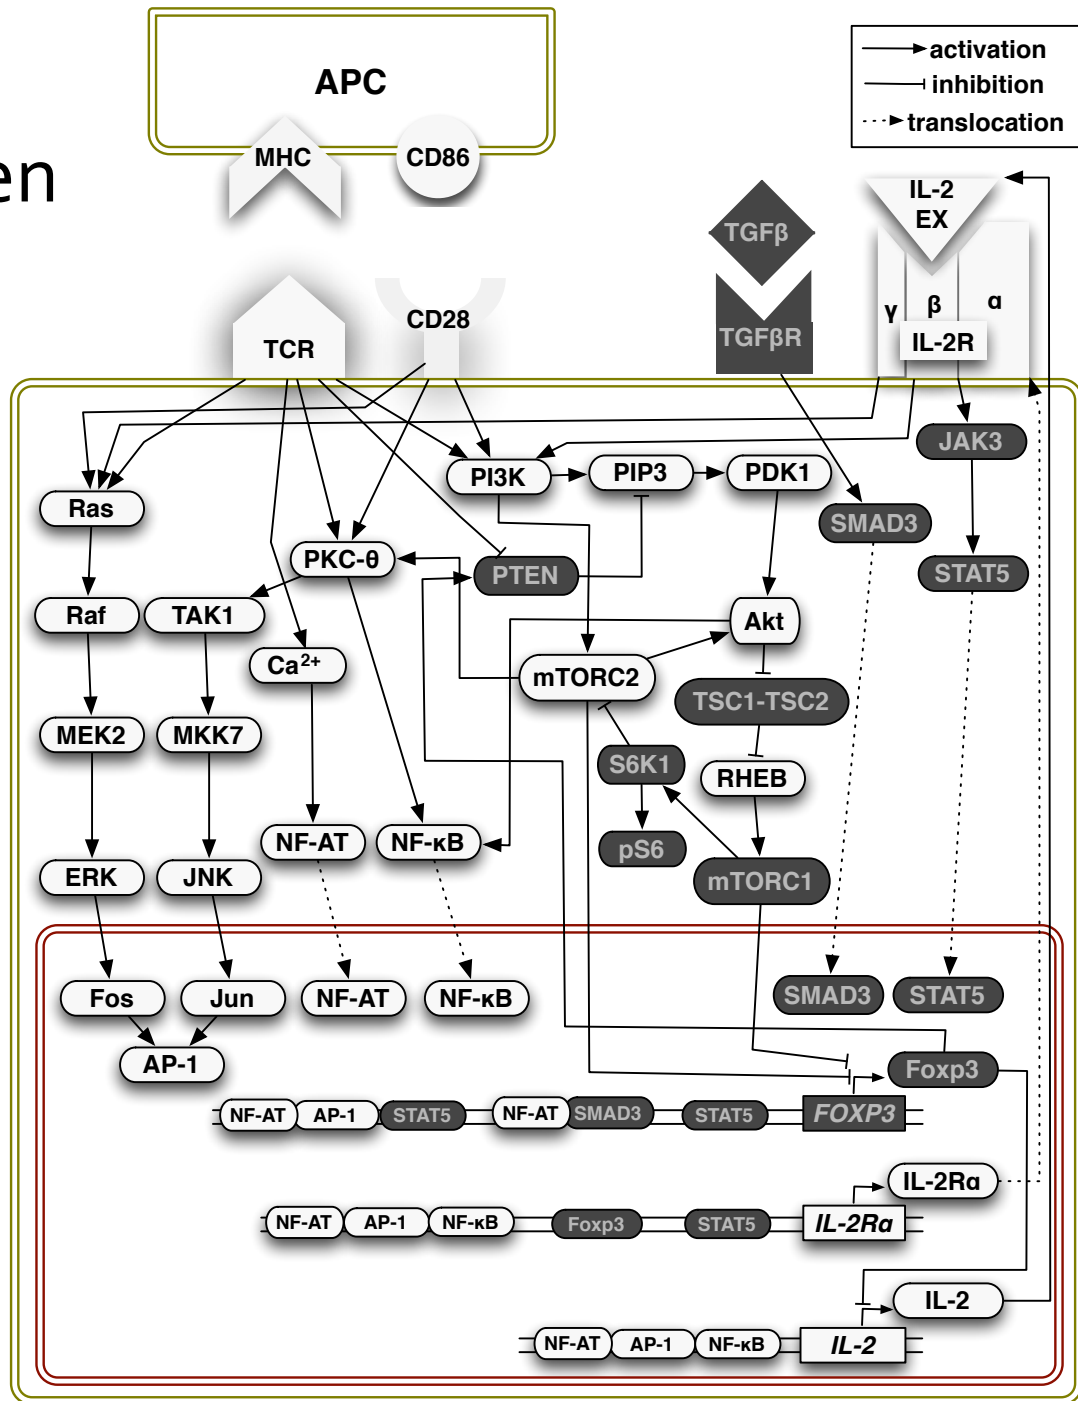 activation
inhibition
translocation
APC
MHC
CD86
en
IL-2
EX
TGFβ
γ
β
α
CD28
TGFβR
IL-2R
TCR
JAK3
PI3K
PIP3
PDK1
Ras
SMAD3
PKC-θ
PTEN
STAT5
Raf
TAK1
Akt
Ca²⁺
mTORC2
TSC1-TSC2
MEK2
MKK7
S6K1
RHEB
NF-AT
NF-κB
pS6
ERK
JNK
mTORC1
Fos
Jun
NF-AT
NF-κB
SMAD3
STAT5
AP-1
Foxp3
NF-AT
AP-1
STAT5
NF-AT
SMAD3
STAT5
FOXP3
IL-2Rα
NF-AT
AP-1
NF-κB
Foxp3
STAT5
IL-2Rα
IL-2
NF-AT
AP-1
NF-κB
IL-2